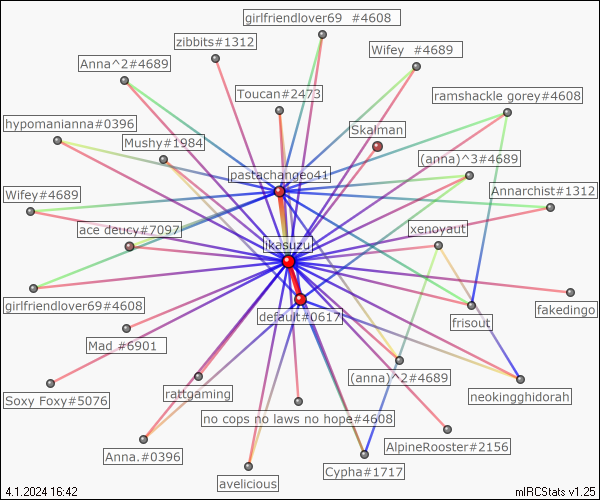 girlfriendlover69 #4608
zibbits#1312
Wifey #4689
Anna^2#4689
Toucan#2473
ramshackle gorey#4608
hypomanianna#0396
Skalman
Mushy#1984
(anna)^3#4689
pastachangeo41
Wifey#4689
Annarchist#1312
ace deucy#7097
xenoyaut
ikasuzu
girlfriendlover69#4608
fakedingo
default#0617
frisout
Mad #6901
(anna)^2#4689
rattgaming
neokingghidorah
Soxy Foxy#5076
no cops no laws no hope#4608
AlpineRooster#2156
Anna.#0396
Cypha#1717
avelicious
4.1.2024 16:42
mIRCStats v1.25